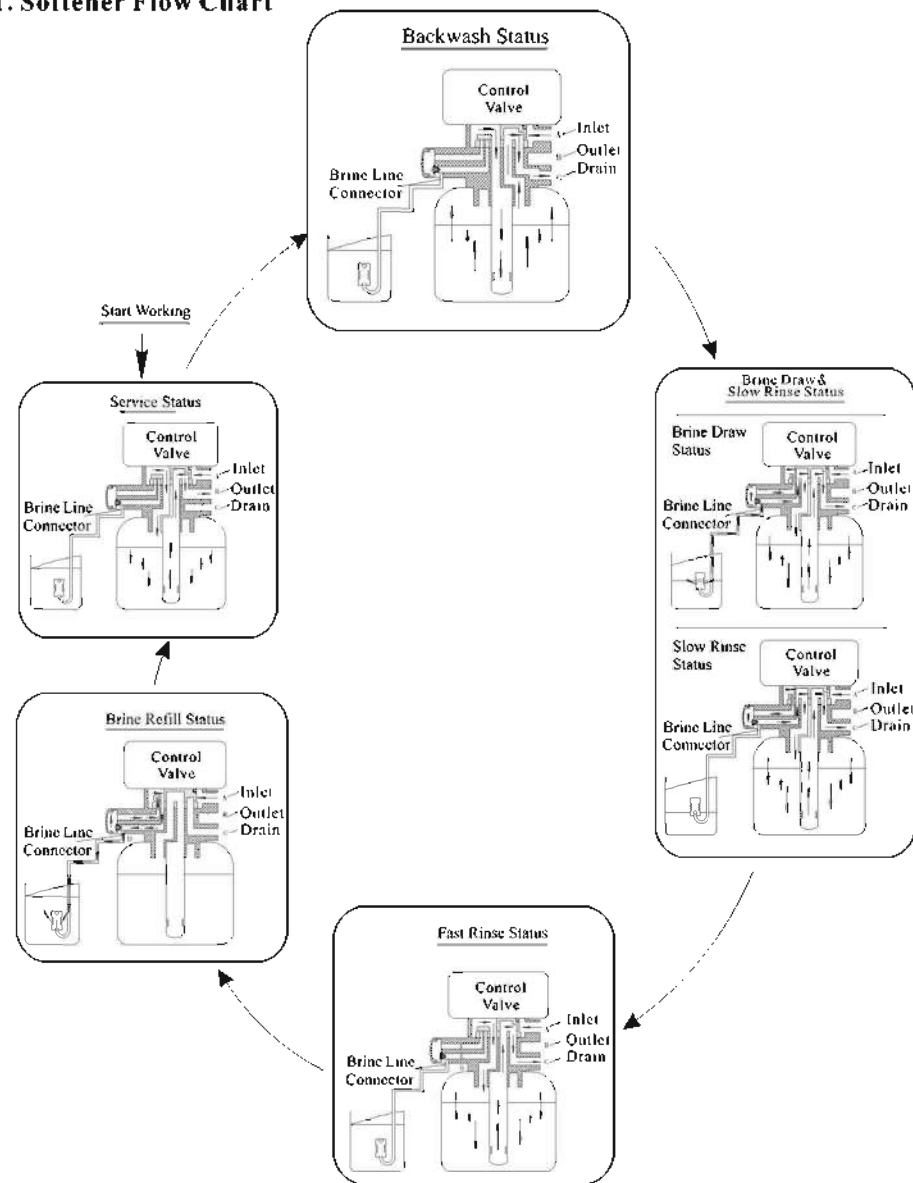 1. Softener Flow Chart
Backwash Status
Control
Valve
Inlet
Outlet
Drain
Brine Line
Connector
Start Working
Service Status
Control
Valve
Inlet
Outlet
Drain
Brine Line
Connector
Brine Draw &
Slow Rinse Status
Brine Draw
Status
Control
Valve
Inlet
Outlet
Drain
Brine Line
Connector
Slow Rinse
Status
Control
Valve
Inlet
Outlet
Drain
Brine Line
Connector
Brine Refill Status
Control
Valve
Inlet
Outlet
Drain
Brine Line
Connector
Fast Rinse Status
Control
Valve
Inlet
Outlet
Drain
Brine Line
Connector